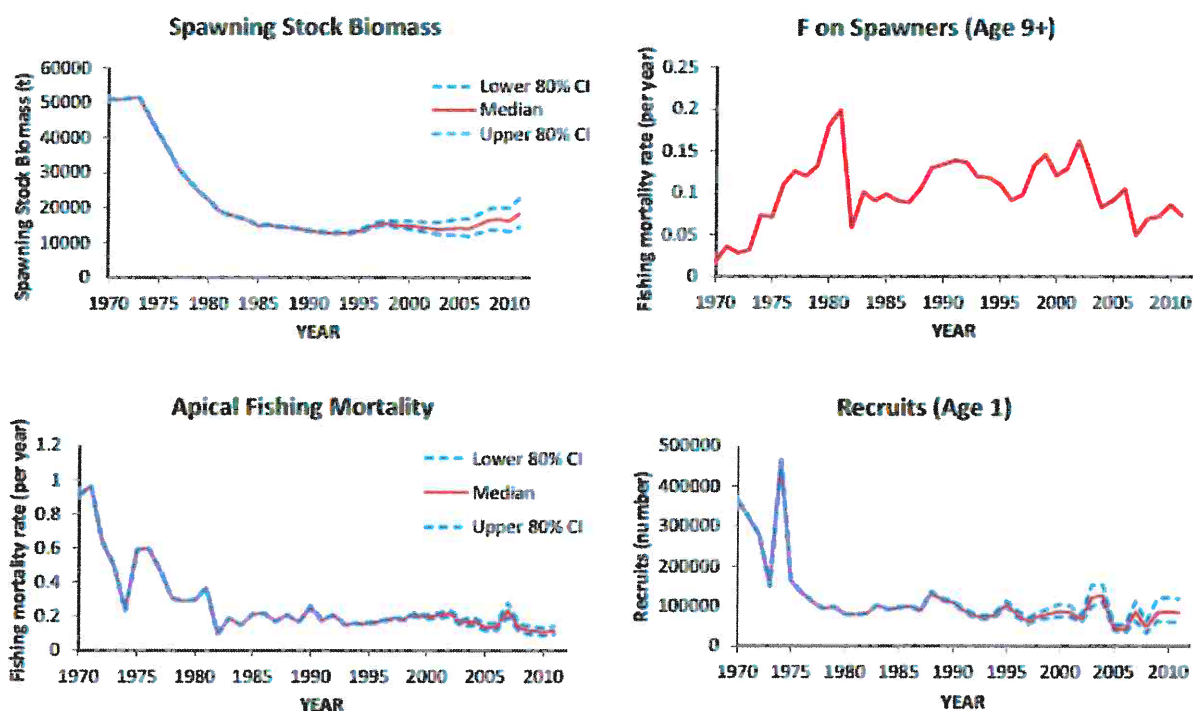 Spawning Stock Biomass
Spawning Stock Biomass (t)
60000
50000
40000
30000
20000
10000
0
1970 1975 1980 1985 1990 1995 2000 2005 2010
YEAR
Lower 80% CI
Median
Upper 80% CI
F on Spawners (Age 9+)
Fishing mortality rate (per year)
0.25
0.2
0.15
0.1
0.05
0
1970 1975 1980 1985 1990 1995 2000 2005 2010
YEAR
Apical Fishing Mortality
Fishing mortality rate (per year)
1.2
1
0.8
0.6
0.4
0.2
0
1970 1975 1980 1985 1990 1995 2000 2005 2010
YEAR
Lower 80% CI
Median
Upper 80% CI
Recruits (Age 1)
Recruits (number)
500000
400000
300000
200000
100000
0
1970 1975 1980 1985 1990 1995 2000 2005 2010
YEAR